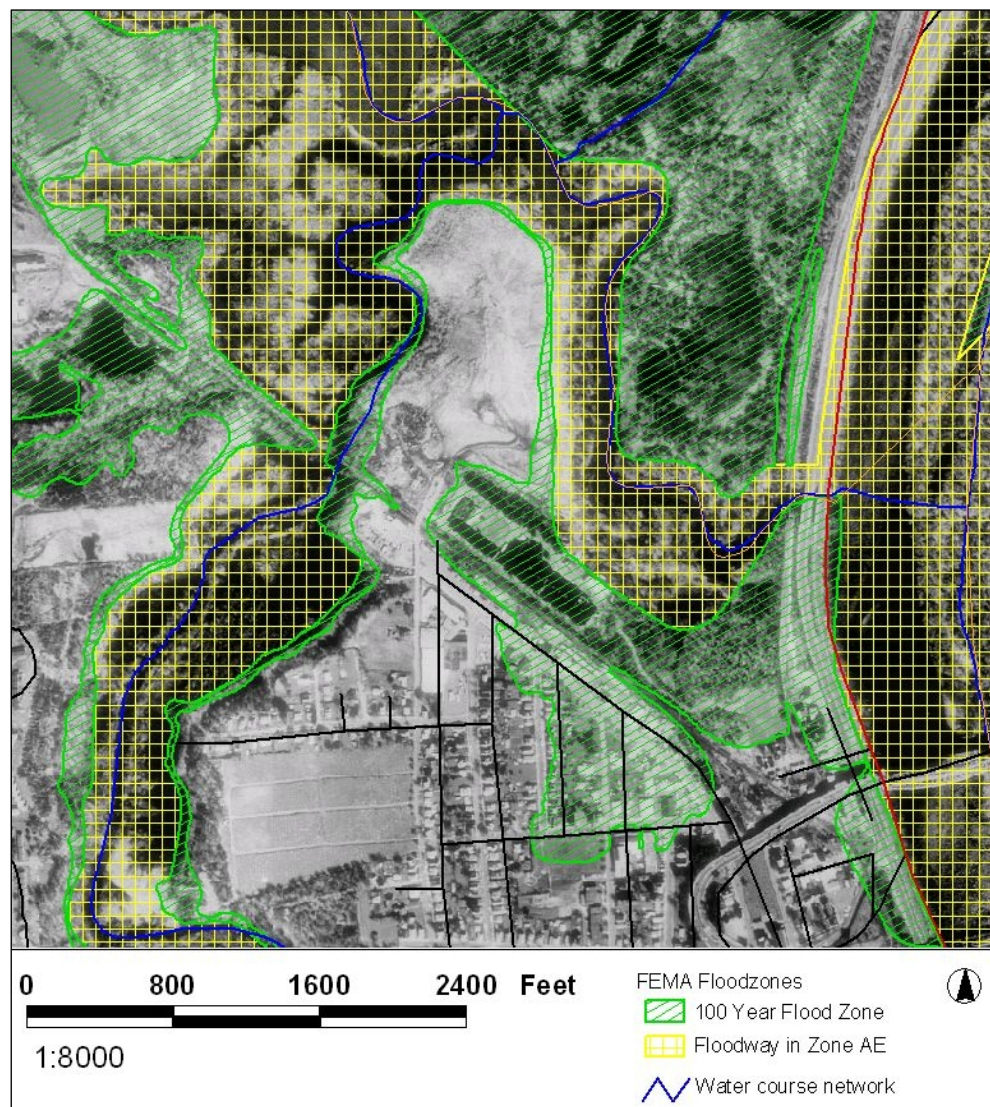 0 800 1600 2400 Feet
1:8000
FEMA Floodzones
100 Year Flood Zone
Floodway in Zone AE
Water course network